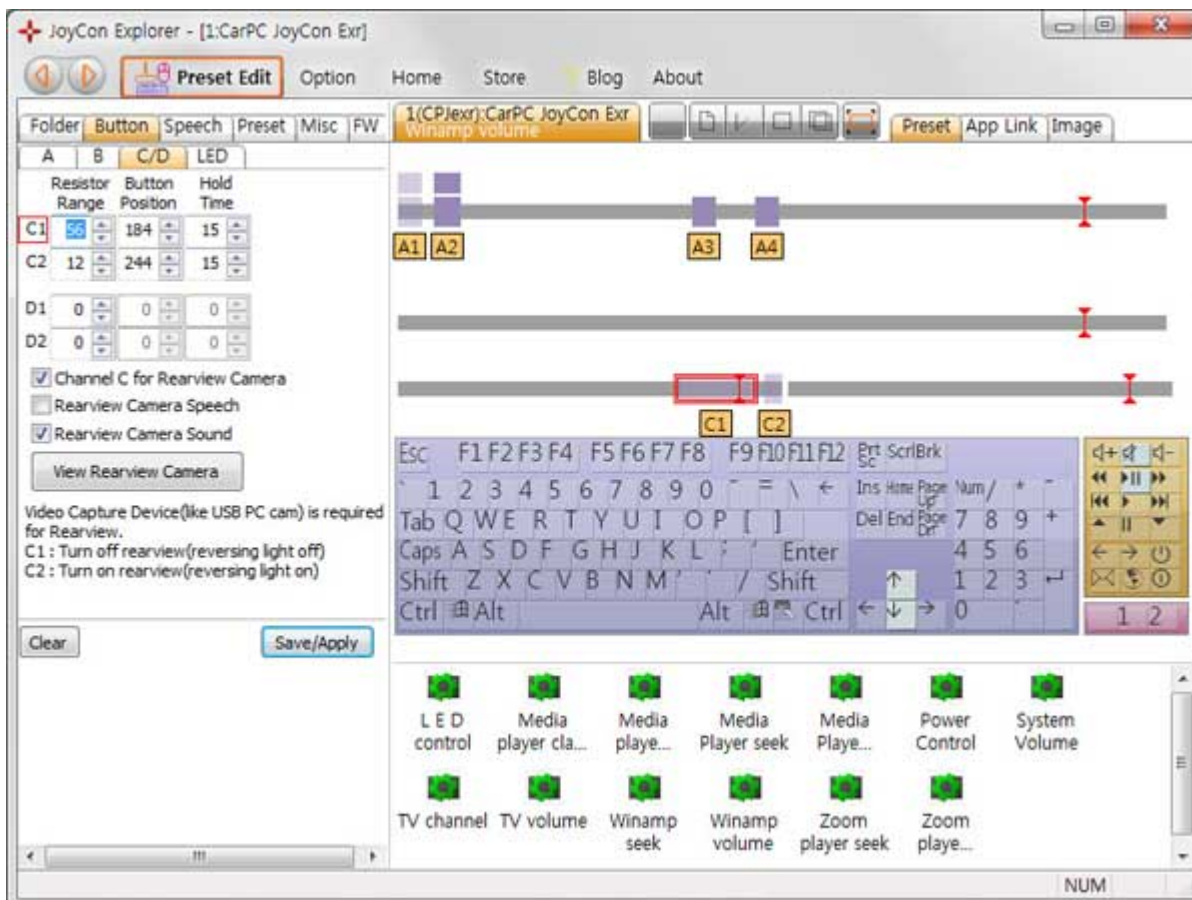 JoyCon Explorer - [1:CarPC JoyCon Exr]
Preset Edit Option Home Store Blog About
Folder Button Speech Preset Misc FW
A B C/D LED
Resistor Range Button Position Hold Time
C1 56 184 15
C2 12 244 15
D1 0 0 0
D2 0 0 0
Channel C for Rearview Camera
Rearview Camera Speech
Rearview Camera Sound
View Rearview Camera
Video Capture Device(like USB PC cam) is required
for Rearview.
C1 : Turn off rearview(reversing light off)
C2 : Turn on rearview(reversing light on)
Clear Save/Apply
1(CPJexr):CarPC JoyCon Exr
Winamp volume
Preset App Link Image
A1 A2 A3 A4
C1 C2
Esc F1 F2 F3 F4 F5 F6 F7 F8 F9 F10 F11 F12 Prt Sc Scrl Brk
` 1 2 3 4 5 6 7 8 9 0 - = \ ← Ins Home Page Up Num / * -
Tab Q W E R T Y U I O P [ ] Del End Page 7 8 9 +
Caps A S D F G H J K L ; ' Enter 4 5 6
Shift Z X C V B N M / Shift ↑ 1 2 3 ↵
Ctrl Alt Alt Ctrl ← ↓ → 0
1 2
LED control
Media player cla...
Media playe...
Media Player seek
Media Playe...
Power Control
System Volume
TV channel
TV volume
Winamp seek
Winamp volume
Zoom player seek
Zoom playe...
NUM